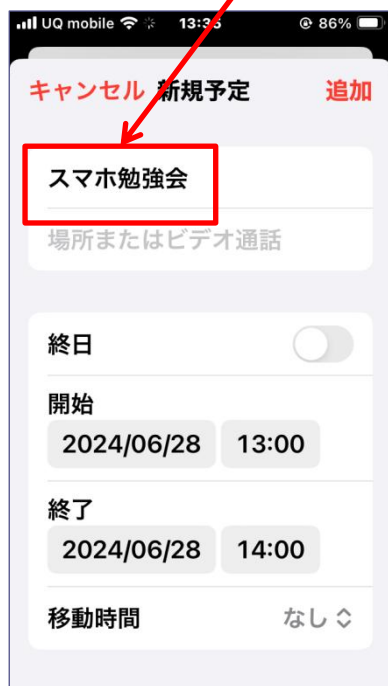 UQ mobile 13:36 86%
キャンセル 新規予定 追加
スマホ勉強会
場所またはビデオ通話
終日
開始
2024/06/28 13:00
終了
2024/06/28 14:00
移動時間 なし